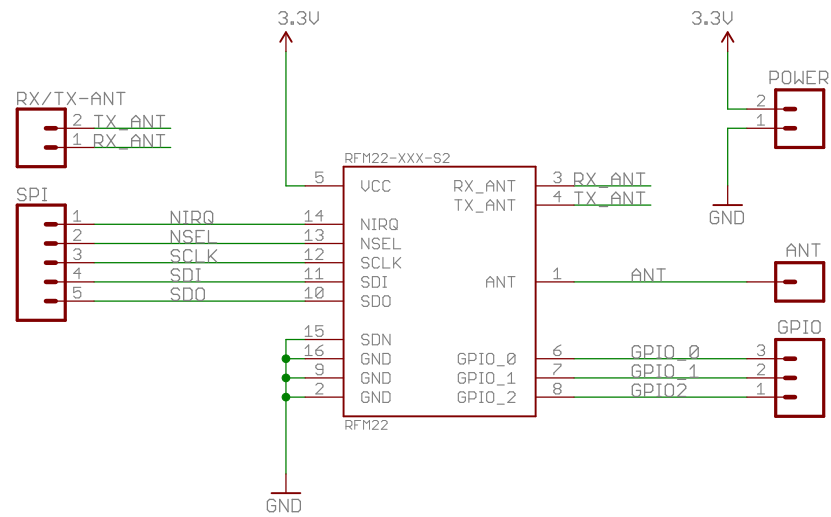 3.3V
3.3V
RX/TX-ANT
2 TX_ANT
1 RX_ANT
POWER
2
1
GND
RFM22-XXX-S2
5 VCC
RX_ANT 3 RX_ANT
TX_ANT 4 TX_ANT
SPI
1 NIRQ 14 NIRQ
2 NSEL 13 NSEL
3 SCLK 12 SCLK
4 SDI 11 SDI
5 SDO 10 SDO
ANT 1 ANT
ANT
15 SDN
16 GND
9 GND
2 GND
GPIO
GPIO_0 6 GPIO_0 3
GPIO_1 7 GPIO_1 2
GPIO_2 8 GPIO2 1
RFM22
GND